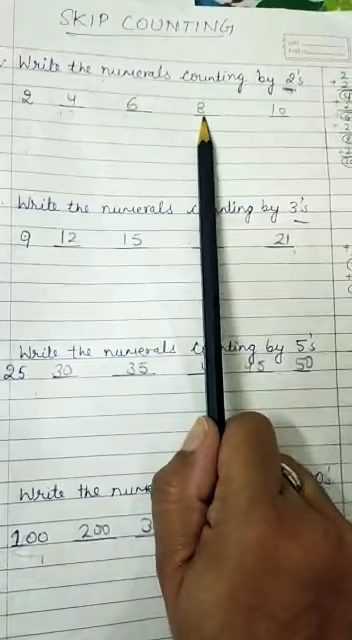 SKIP COUNTING
Write the numerals counting by 2's
2 4 6 8 10
Write the numerals counting by 3's
9 12 15 21
Write the numerals counting by 5's
25 30 35 45 50
Write the
100 200 3